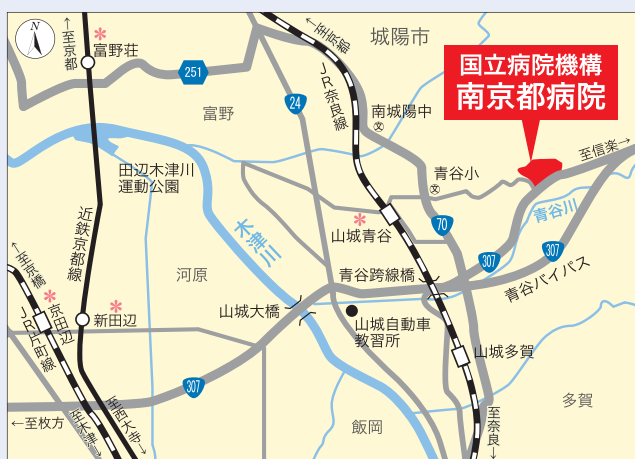 N
←至京都
＊
富野荘
251
富野
←至京都
城陽市
JR奈良線
24
南城陽中
文
国立病院機構
南京都病院
至信楽→
青谷小
文
田辺木津川
運動公園
近鉄京都線
木津川
＊
山城青谷
70
青谷川
307
307
青谷バイパス
青谷跨線橋
河原
←至京橋
＊
京田辺
JR片町線
＊
新田辺
山城大橋
山城自動車
教習所
山城多賀
307
多賀
飯岡
←至枚方
至木津→
至西大寺→
至奈良→